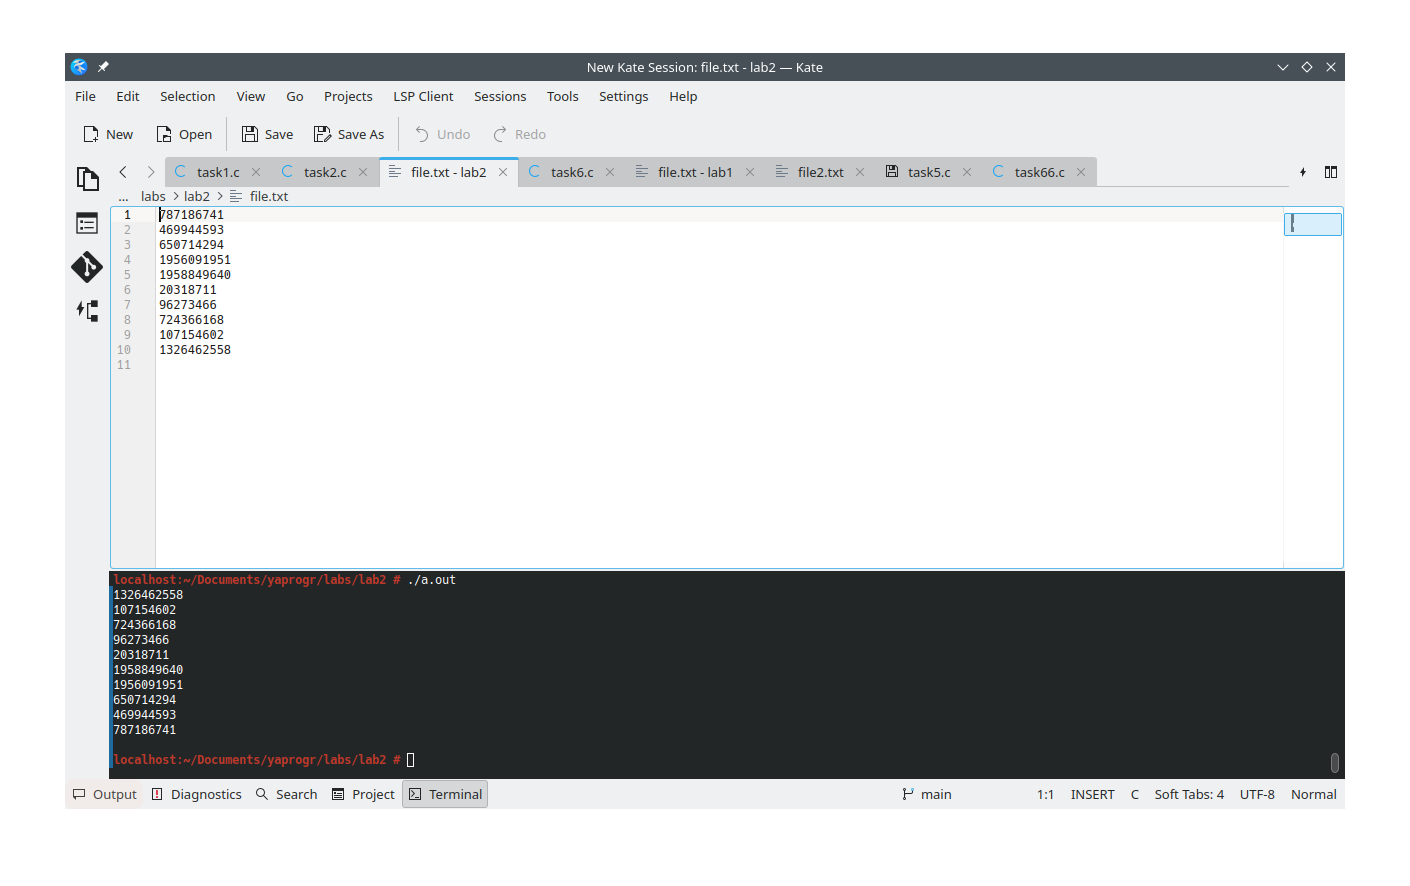 New Kate Session: file.txt - lab2 — Kate
File Edit Selection View Go Projects LSP Client Sessions Tools Settings Help
New Open Save Save As Undo Redo
task1.c task2.c file.txt - lab2 task6.c file.txt - lab1 file2.txt task5.c task66.c
... labs > lab2 > file.txt
1 787186741
2 469944593
3 650714294
4 1956091951
5 1958849640
6 20318711
7 96273466
8 724366168
9 107154602
10 1326462558
11
localhost:~/Documents/yaprogr/labs/lab2 # ./a.out
1326462558
107154602
724366168
96273466
20318711
1958849640
1956091951
650714294
469944593
787186741
localhost:~/Documents/yaprogr/labs/lab2 #
Output Diagnostics Search Project Terminal main 1:1 INSERT C Soft Tabs: 4 UTF-8 Normal